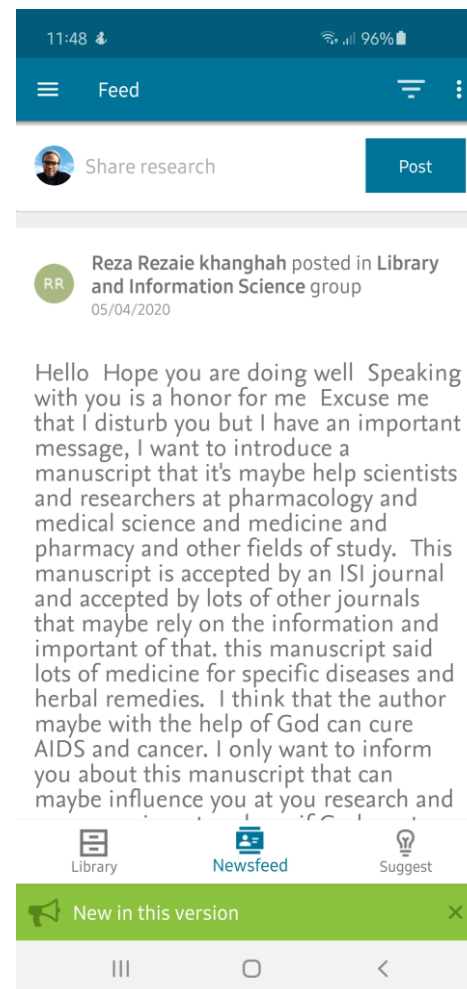 11:48
96%
Feed
Share research
Post
Reza Rezaie khanghah posted in Library
RR
and Information Science group
05/04/2020
Hello Hope you are doing well Speaking
with you is a honor for me Excuse me
that I disturb you but I have an important
message, I want to introduce a
manuscript that it's maybe help scientists
and researchers at pharmacology and
medical science and medicine and
pharmacy and other fields of study. This
manuscript is accepted by an ISI journal
and accepted by lots of other journals
that maybe rely on the information and
important of that. this manuscript said
lots of medicine for specific diseases and
herbal remedies. I think that the author
maybe with the help of God can cure
AIDS and cancer. I only want to inform
you about this manuscript that can
maybe influence you at you research and
Library
Newsfeed
Suggest
New in this version